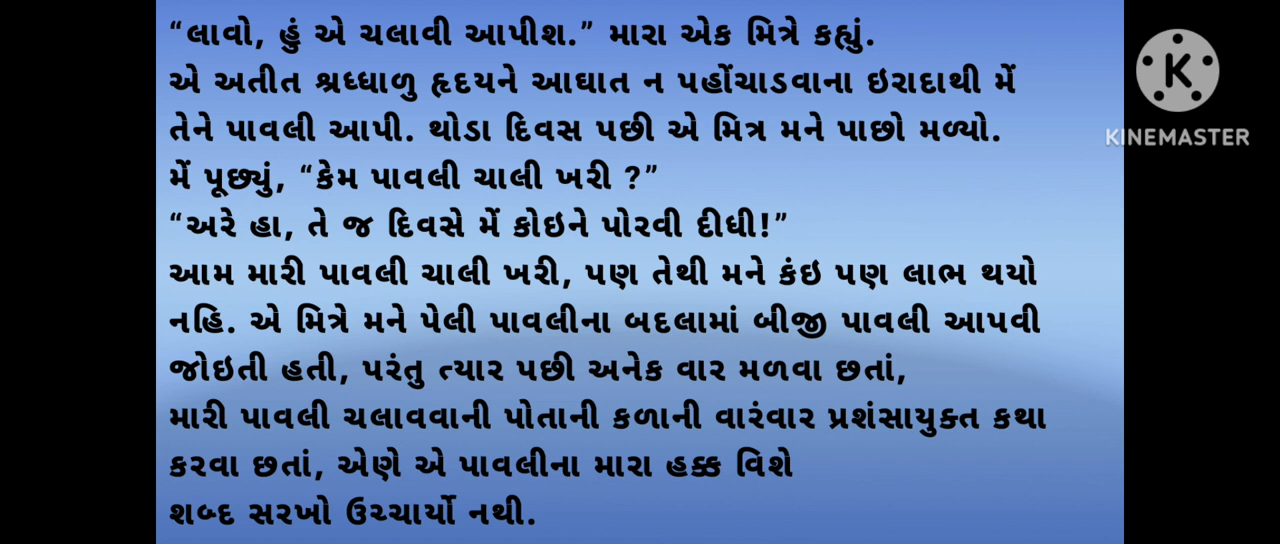 “લાવો, હું એ ચલાવી આપીશ.” મારા એક મિત્રે કહ્યું.
એ અતીત શ્રધ્ધાળુ હૃદયને આઘાત ન પહોંચાડવાના ઇરાદાથી મેં
તેને પાવલી આપી. થોડા દિવસ પછી એ મિત્ર મને પાછો મળ્યો.
મેં પૂછ્યું, “કેમ પાવલી ચાલી ખરી ?”
“અરે હા, તે જ દિવસે મેં કોઇને પોરવી દીધી!”
આમ મારી પાવલી ચાલી ખરી, પણ તેથી મને કંઇ પણ લાભ થયો
નહિ. એ મિત્રે મને પેલી પાવલીના બદલામાં બીજી પાવલી આપવી
જોઇતી હતી, પરંતુ ત્યાર પછી અનેક વાર મળવા છતાં,
મારી પાવલી ચલાવવાની પોતાની કળાની વારંવાર પ્રશંસાયુક્ત કથા
કરવા છતાં, એણે એ પાવલીના મારા હક્ક વિશે
શબ્દ સરખો ઉચ્ચાર્યો નથી.
K
KINEMASTER